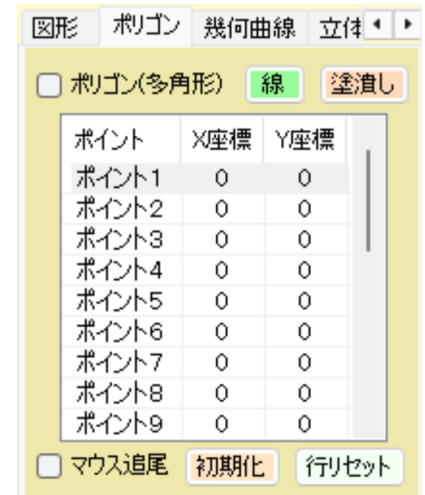 図形 ポリゴン 幾何曲線 立体
ポリゴン(多角形) 線 塗潰し
ポイント X座標 Y座標
ポイント1 0 0
ポイント2 0 0
ポイント3 0 0
ポイント4 0 0
ポイント5 0 0
ポイント6 0 0
ポイント7 0 0
ポイント8 0 0
ポイント9 0 0
マウス追尾 初期化 行リセット